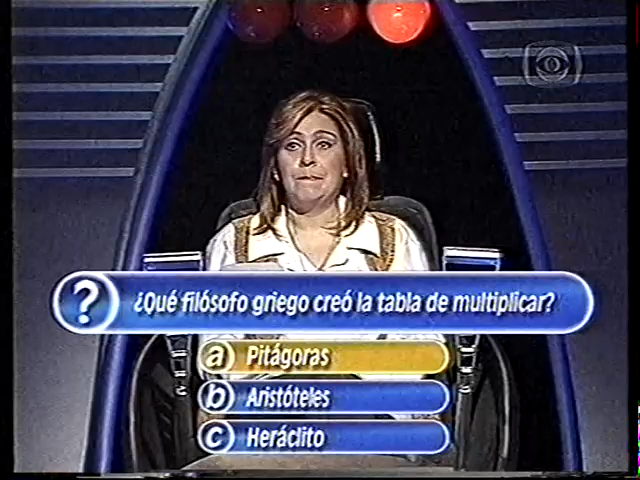 ?
¿Qué filósofo griego creó la tabla de multiplicar?
a Pitágoras
b Aristóteles
c Heráclito